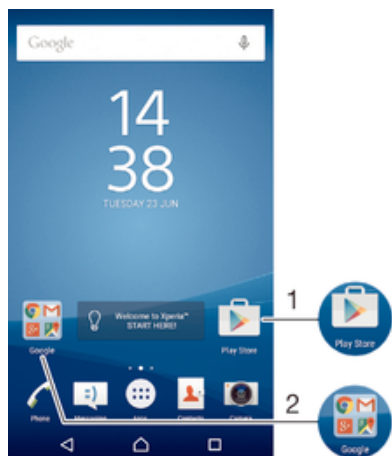 Google
14
38
TUESDAY 23 JUN
Welcome to Xperia™
START HERE!
Google
Play Store
Phone
Messaging
Apps
Contacts
Camera
1
Play Store
2
Google